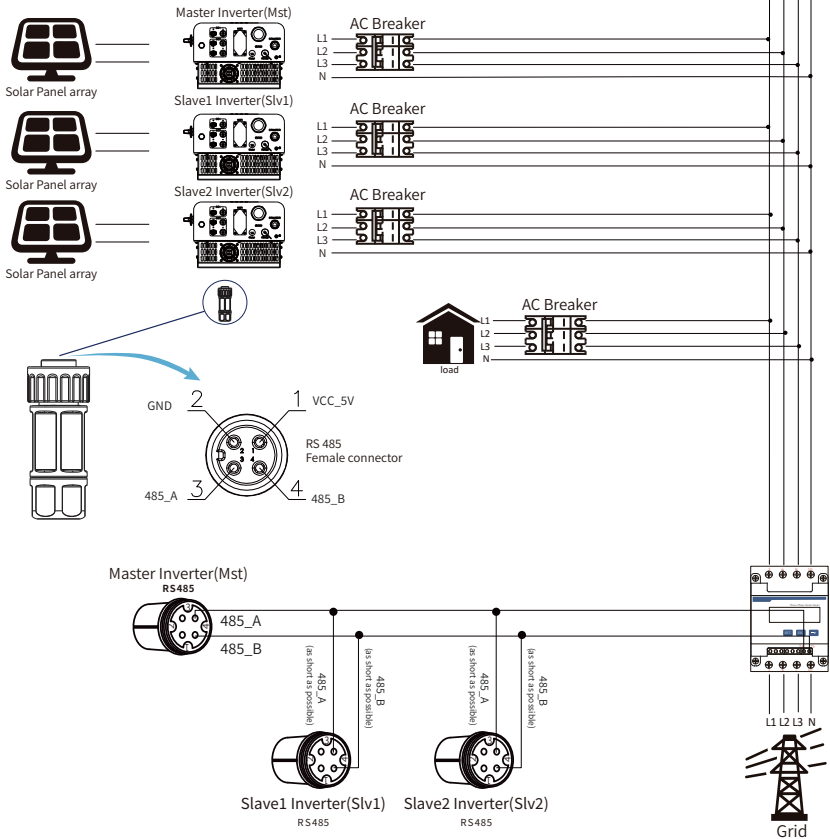 Master Inverter(Mst)
AC Breaker
L1
L2
L3
N
Solar Panel array
Slave1 Inverter(Slv1)
AC Breaker
L1
L2
L3
N
Solar Panel array
Slave2 Inverter(Slv2)
AC Breaker
L1
L2
L3
N
Solar Panel array
AC Breaker
L1
L2
L3
N
load
2
1
GND
VCC_5V
2 1
3 4
RS 485
Female connector
3
4
485_A
485_B
Master Inverter(Mst)
RS485
485_A
485_B
485_A
(as short as possible)
485_B
(as short as possible)
485_A
(as short as possible)
485_B
(as short as possible)
L1 L2 L3 N
Slave1 Inverter(Slv1)
RS485
Slave2 Inverter(Slv2)
RS485
Grid